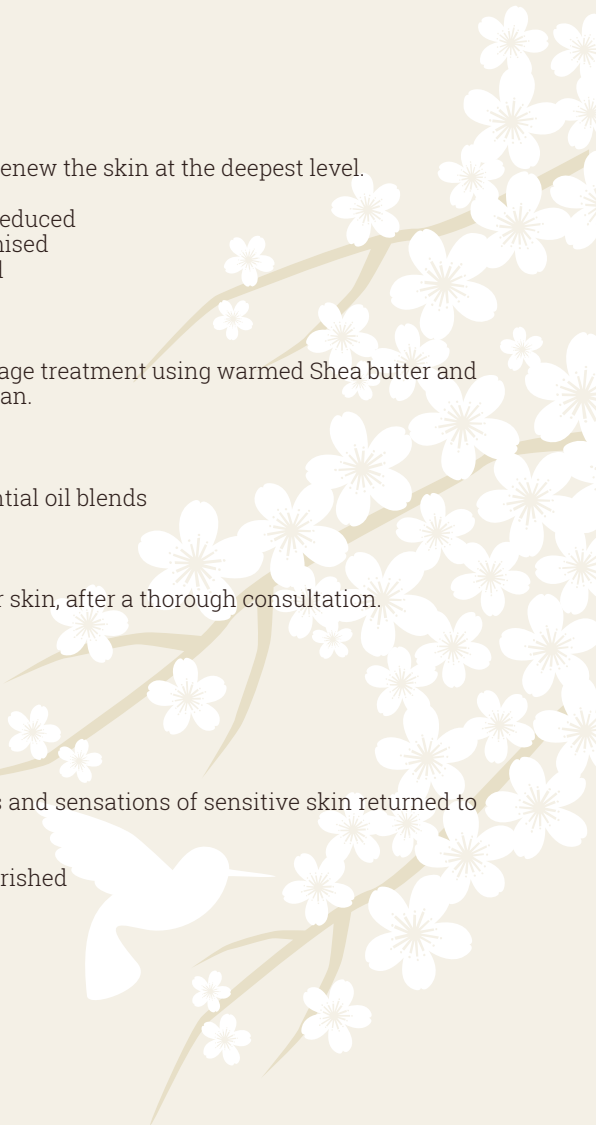 enew the skin at the deepest level.
educed
nised
d
age treatment using warmed Shea butter and
an.
ntial oil blends
r skin, after a thorough consultation.
s and sensations of sensitive skin returned to
rished